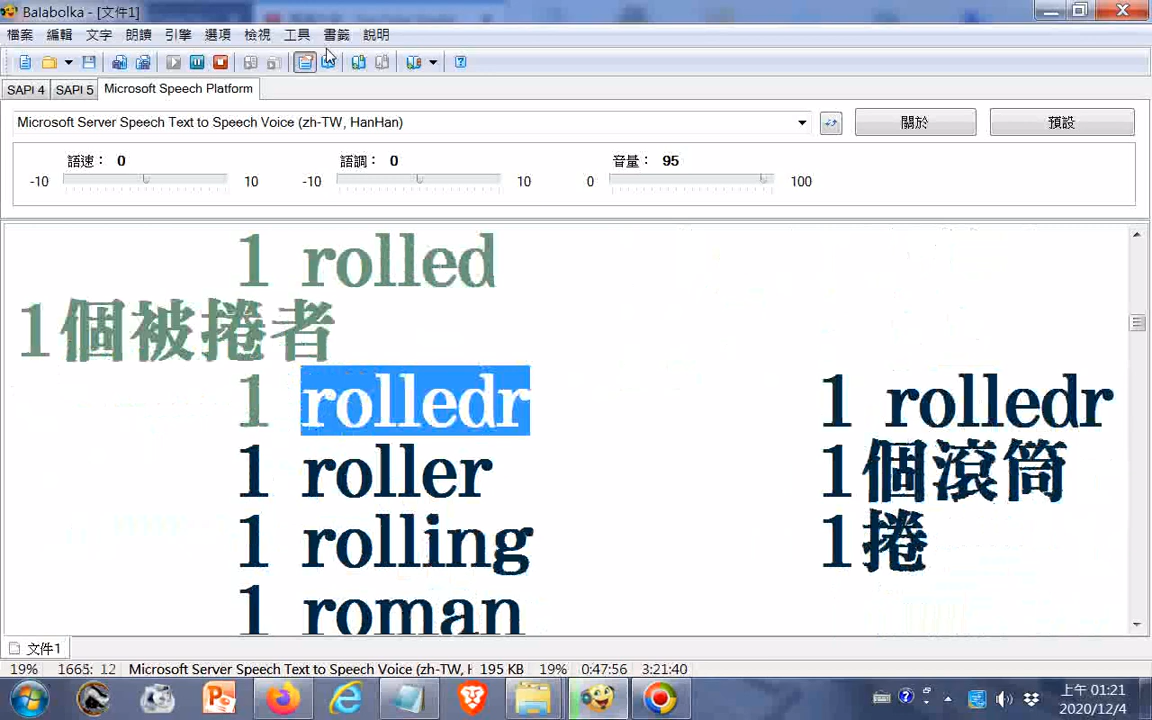 Balabolka - [文件1]
檔案 編輯 文字 朗讀 引擎 選項 檢視 工具 書籤 說明
SAPI 4 SAPI 5 Microsoft Speech Platform
Microsoft Server Speech Text to Speech Voice (zh-TW, HanHan) 關於 預設
語速： 0 語調： 0 音量： 95
-10 10 -10 10 0 100
1 rolled
1個被捲者
1 rolledr 1 rolledr
1 roller 1個滾筒
1 rolling 1捲
1 roman
文件1
19% 1665: 12 Microsoft Server Speech Text to Speech Voice (zh-TW, H 195 KB 19% 0:47:56 3:21:40
上午 01:21
2020/12/4